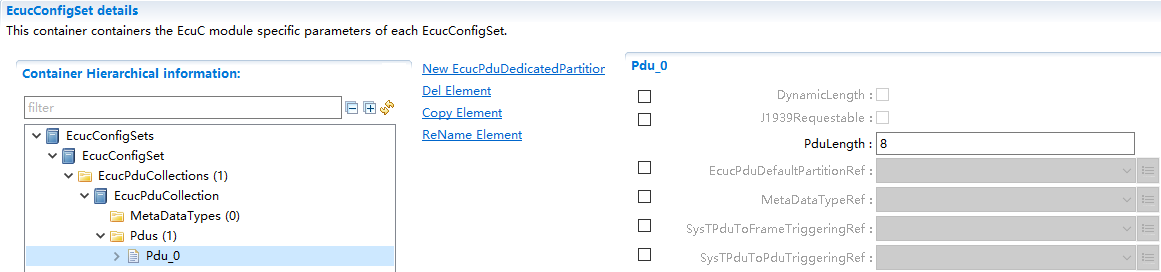 EcucConfigSet details
This container containers the EcuC module specific parameters of each EcucConfigSet.
Container Hierarchical information:
filter
EcucConfigSets
EcucConfigSet
EcucPduCollections (1)
EcucPduCollection
MetaDataTypes (0)
Pdus (1)
Pdu_0
New EcucPduDedicatedPartitior
Del Element
Copy Element
ReName Element
Pdu_0
DynamicLength :
J1939Requestable :
PduLength : 8
EcucPduDefaultPartitionRef :
MetaDataTypeRef :
SysTPduToFrameTriggeringRef :
SysTPduToPduTriggeringRef :